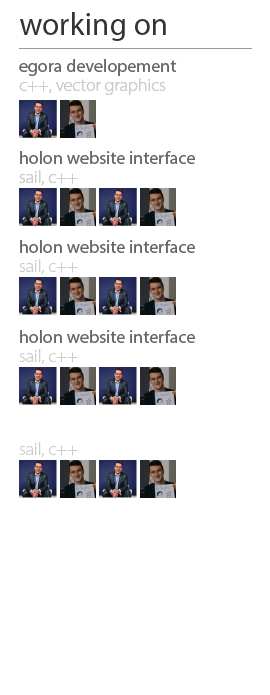 working on
egora developement
c++, vector graphics
holon website interface
sail, c++
holon website interface
sail, c++
holon website interface
sail, c++
sail, c++